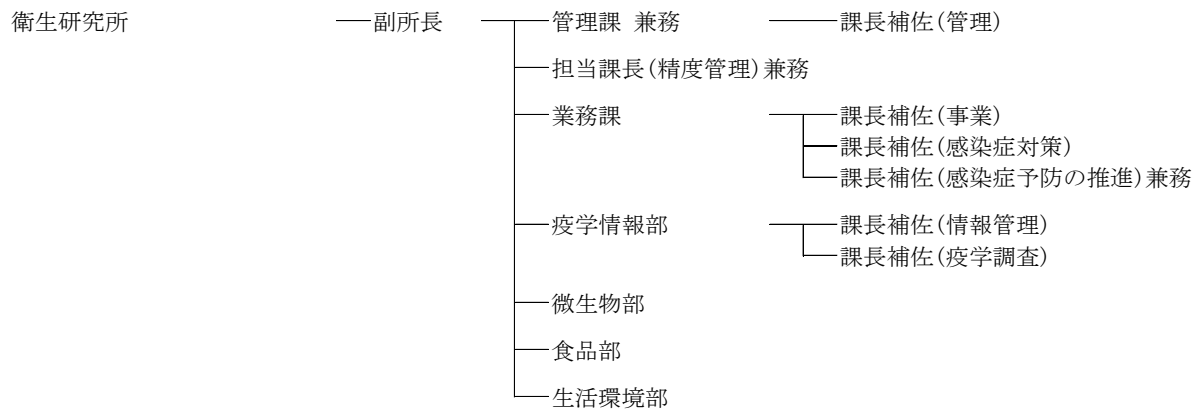 衛生研究所 副所長 管理課 兼務 課長補佐(管理)
担当課長(精度管理)兼務
業務課 課長補佐(事業)
課長補佐(感染症対策)
課長補佐(感染症予防の推進)兼務
疫学情報部 課長補佐(情報管理)
課長補佐(疫学調査)
微生物部
食品部
生活環境部